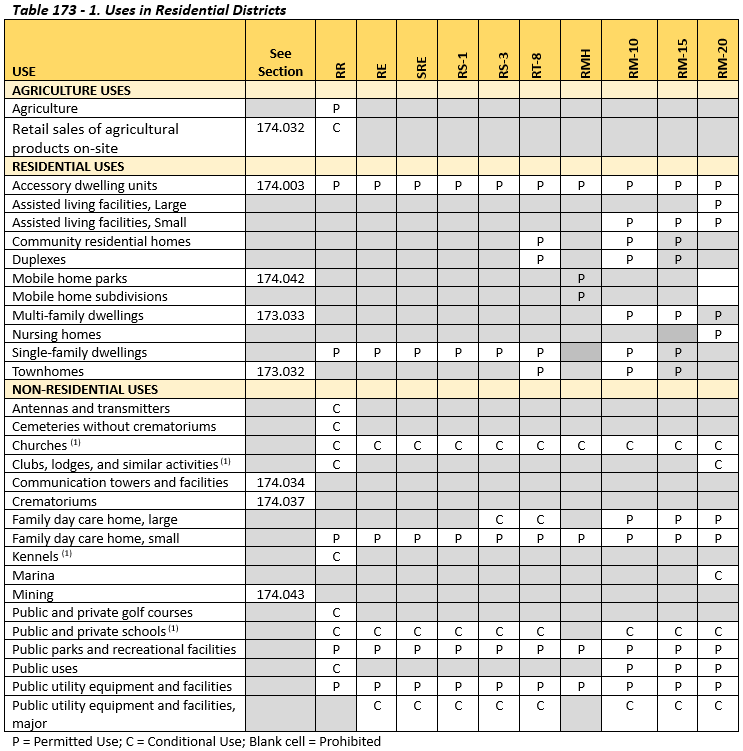 Table 173 - 1. Uses in Residential Districts
USE See Section RR RE SRE RS-1 RS-3 RT-8 RMH RM-10 RM-15 RM-20
AGRICULTURE USES
Agriculture P
Retail sales of agricultural products on-site 174.032 C
RESIDENTIAL USES
Accessory dwelling units 174.003 P P P P P P P P P P
Assisted living facilities, Large P
Assisted living facilities, Small P P P
Community residential homes P P P
Duplexes P P P
Mobile home parks 174.042 P
Mobile home subdivisions P
Multi-family dwellings 173.033 P P P
Nursing homes P
Single-family dwellings P P P P P P P P
Townhomes 173.032 P P P
NON-RESIDENTIAL USES
Antennas and transmitters C
Cemeteries without crematoriums C
Churches (1) C C C C C C C C C C
Clubs, lodges, and similar activities (1) C C
Communication towers and facilities 174.034
Crematoriums 174.037
Family day care home, large C C P P P
Family day care home, small P P P P P P P P P P
Kennels (1) C
Marina C
Mining 174.043
Public and private golf courses C
Public and private schools (1) C C C C C C C C C
Public parks and recreational facilities P P P P P P P P P P
Public uses C P P P
Public utility equipment and facilities P P P P P P P P P P
Public utility equipment and facilities, major C C C C C C C C
P = Permitted Use; C = Conditional Use; Blank cell = Prohibited